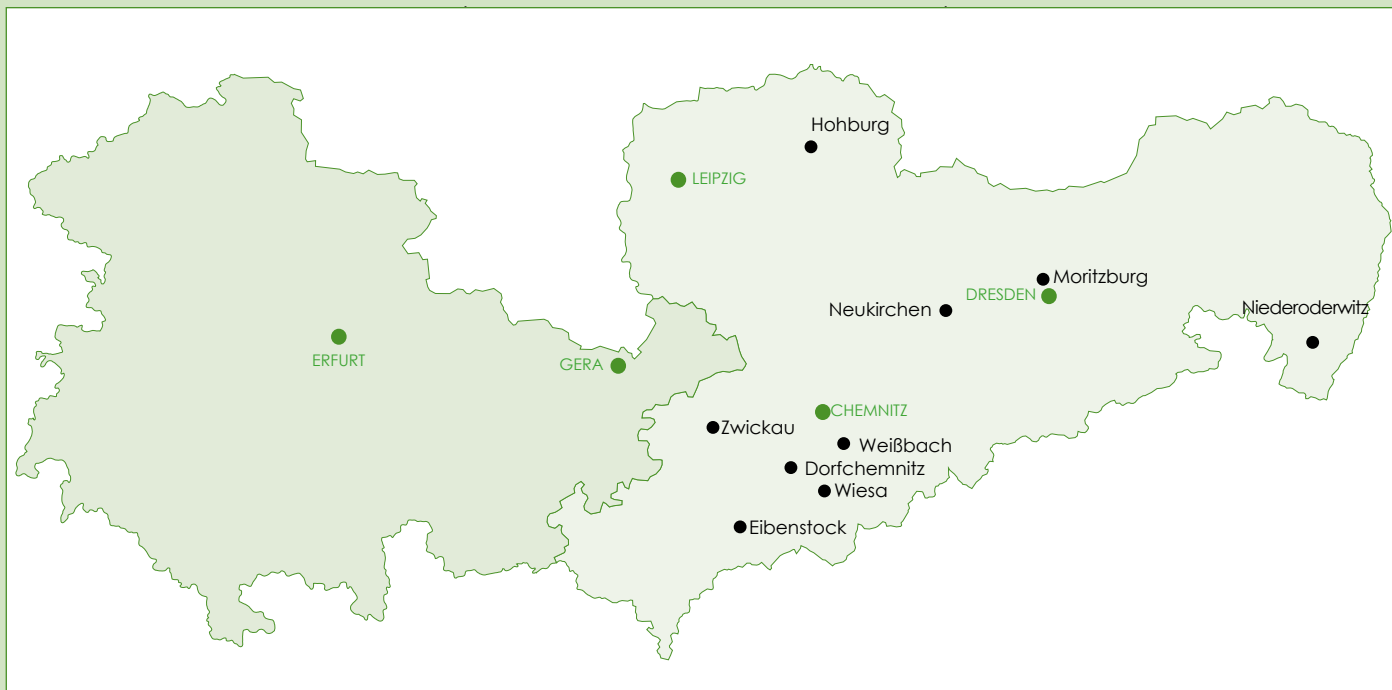 Hohburg
LEIPZIG
Moritzburg
DRESDEN
Neukirchen
Niederoderwitz
ERFURT
GERA
CHEMNITZ
Zwickau
Weißbach
Dorfchemnitz
Wiesa
Eibenstock